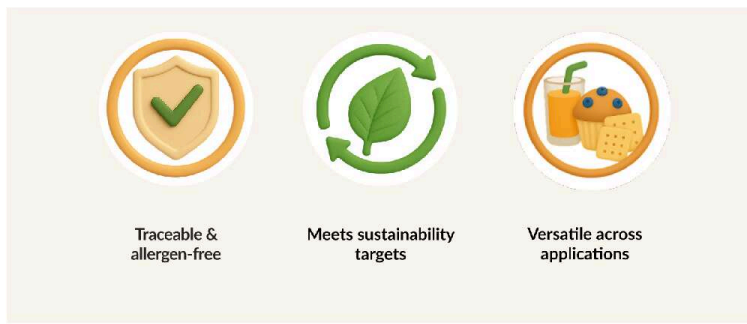 Traceable &
allergen-free
Meets sustainability
targets
Versatile across
applications